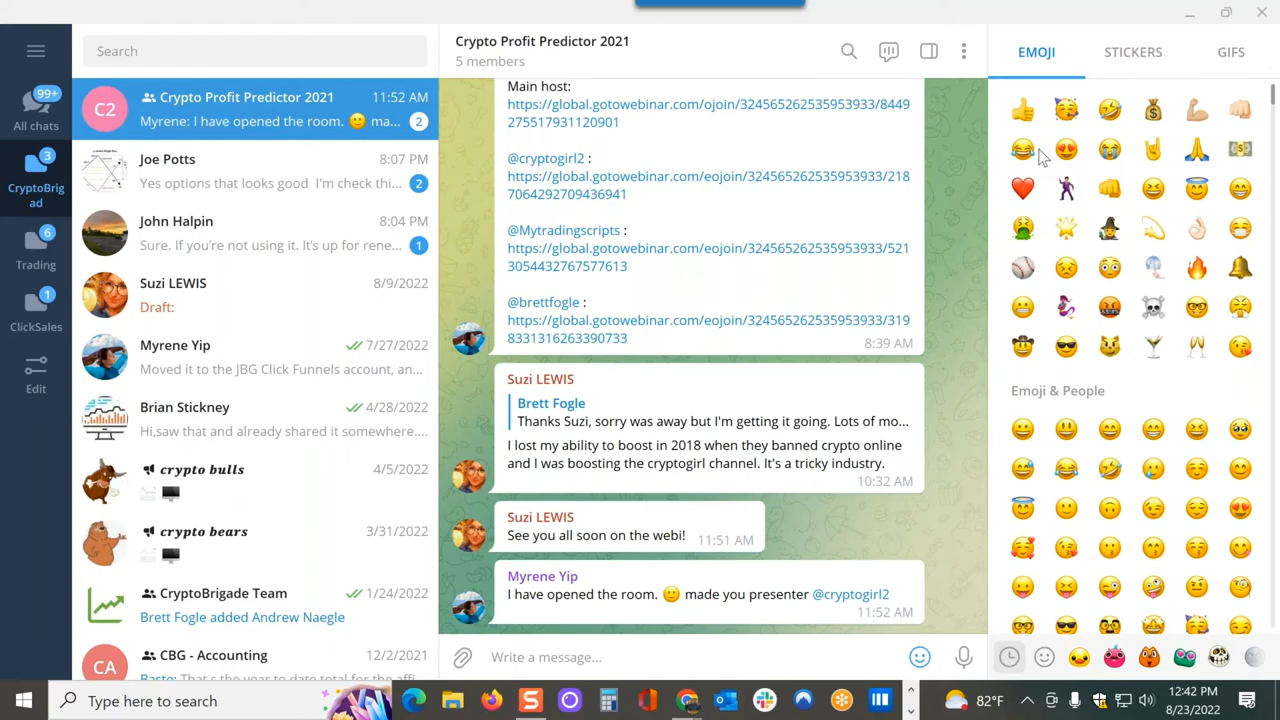 Search
Crypto Profit Predictor 2021
5 members
EMOJI
STICKERS
GIFS
99+
All chats
3
CryptoBrig
ad
6
Trading
1
ClickSales
Edit
C2
Crypto Profit Predictor 2021
11:52 AM
Myrene: I have opened the room. 🙂 ma...
2
Joe Potts
8:07 PM
Yes options that looks good I'm check thi...
2
John Halpin
8:04 PM
Sure. If you're not using it. It's up for rene...
1
Suzi LEWIS
8/9/2022
Draft:
Myrene Yip
7/27/2022
Moved it to the JBG Click Funnels account, an...
Brian Stickney
4/28/2022
Hi,saw that and already shared it somewhere....
crypto bulls
4/5/2022
crypto bears
3/31/2022
CryptoBrigade Team
1/24/2022
Brett Fogle added Andrew Naegle
CA
CBG - Accounting
12/2/2021
Main host:
https://global.gotowebinar.com/ojoin/324565262535953933/8449
275517931120901
@cryptogirl2 :
https://global.gotowebinar.com/eojoin/324565262535953933/218
7064292709436941
@Mytradingscripts :
https://global.gotowebinar.com/eojoin/324565262535953933/521
3054432767577613
@brettfogle :
https://global.gotowebinar.com/eojoin/324565262535953933/319
8331316263390733
8:39 AM
Suzi LEWIS
Brett Fogle
Thanks Suzi, sorry was away but I'm getting it going. Lots of mo...
I lost my ability to boost in 2018 when they banned crypto online
and I was boosting the cryptogirl channel. It's a tricky industry.
10:32 AM
Suzi LEWIS
See you all soon on the webi!
11:51 AM
Myrene Yip
I have opened the room. 🙂 made you presenter @cryptogirl2
11:52 AM
Write a message...
Emoji & People
Type here to search
82°F
12:42 PM
8/23/2022